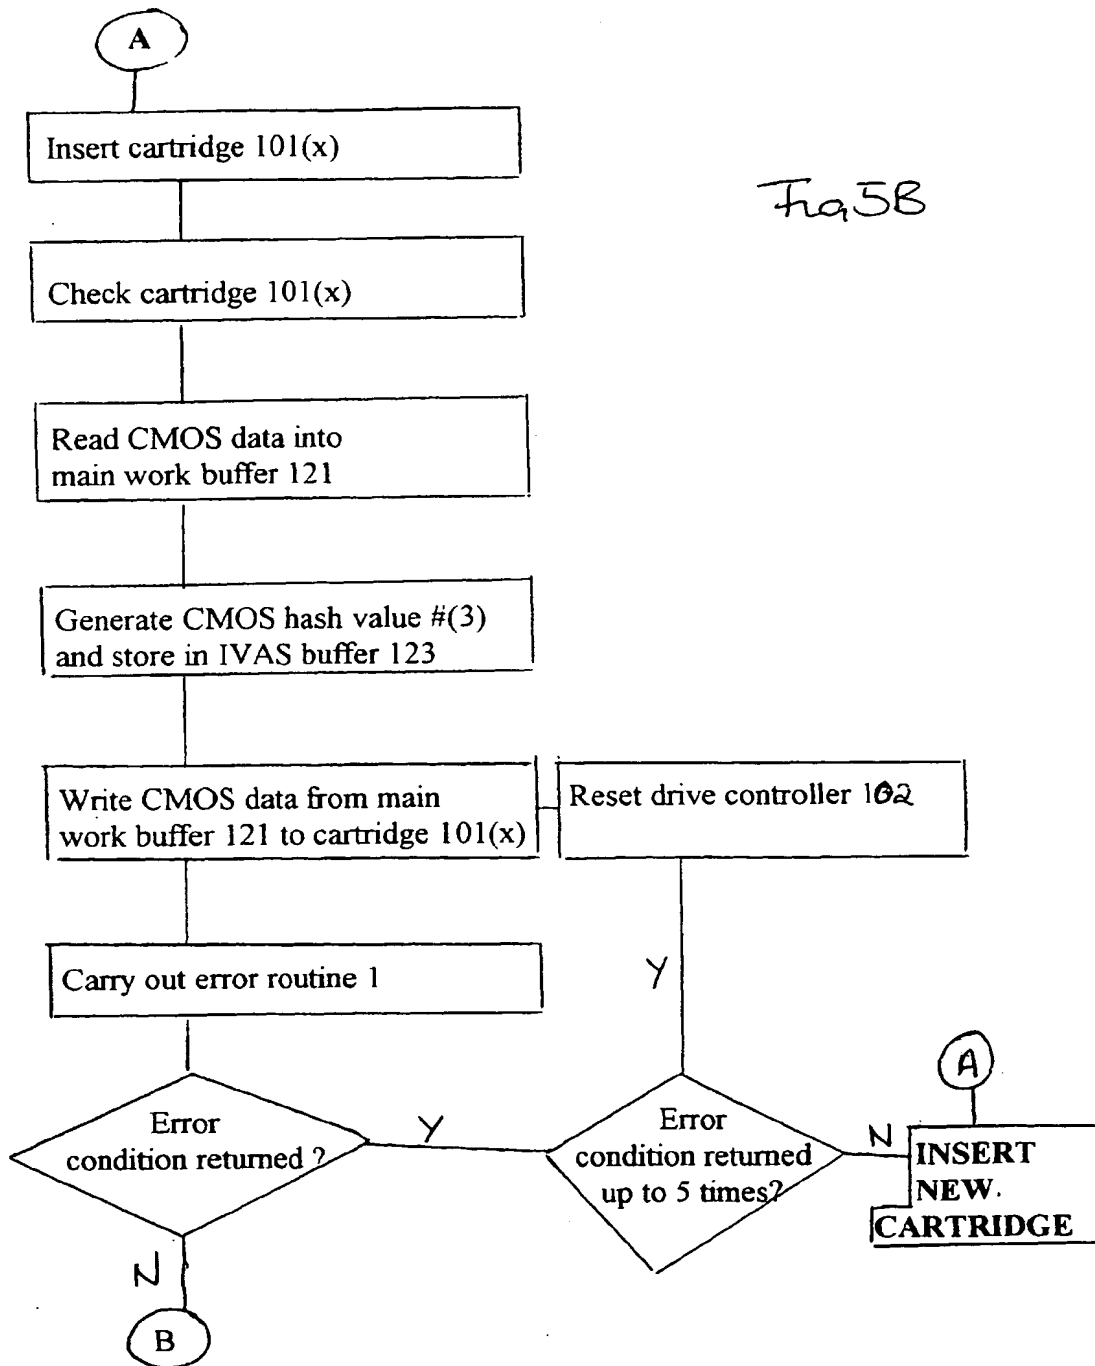 A
Insert cartridge 101(x)
Fig 5B
Check cartridge 101(x)
Read CMOS data into
main work buffer 121
Generate CMOS hash value #(3)
and store in IVAS buffer 123
Write CMOS data from main
work buffer 121 to cartridge 101(x)
Reset drive controller 102
Carry out error routine 1
Y
A
Error
condition returned ?
Y
Error
condition returned
up to 5 times?
N
INSERT
NEW.
CARTRIDGE
N
B